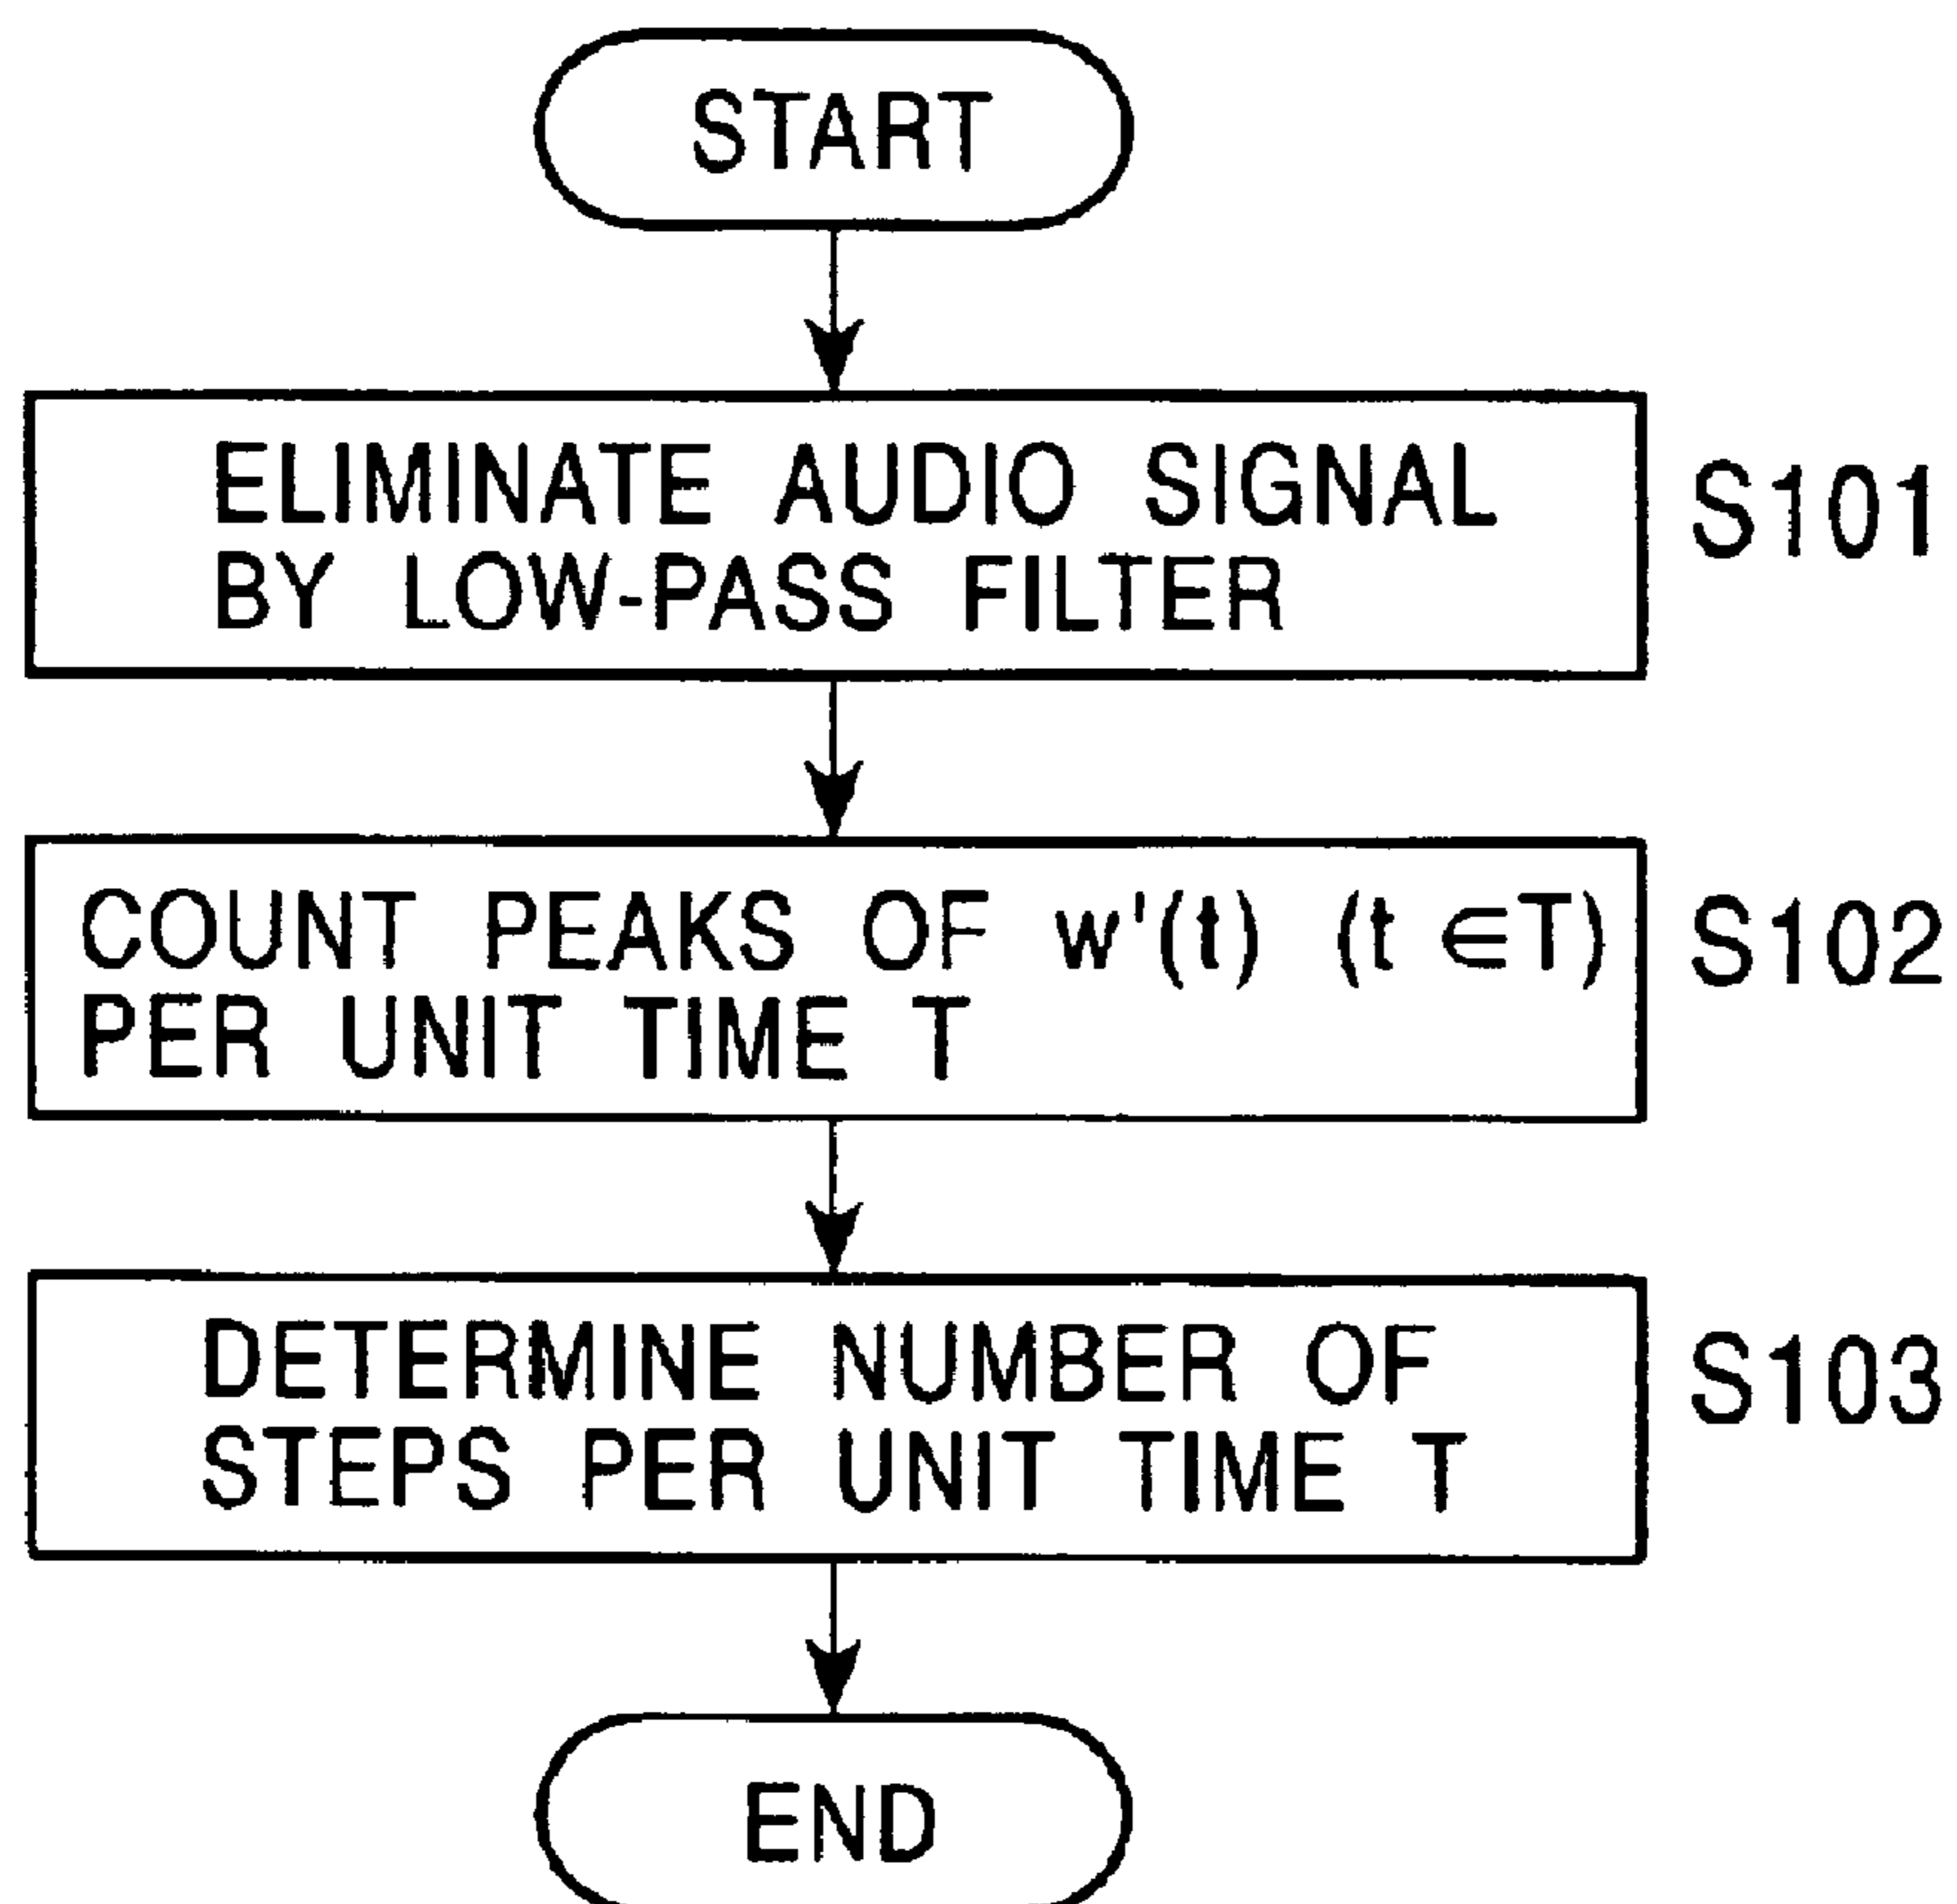 START
ELIMINATE AUDIO SIGNAL
BY LOW-PASS FILTER
S101
COUNT PEAKS OF w'(t) (t ∈T)
PER UNIT TIME T
S102
DETERMINE NUMBER OF
STEPS PER UNIT TIME T
S103
END